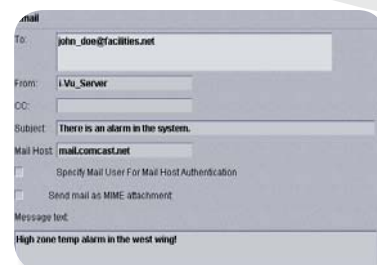 Email
To: john_doe@facilities.net
From: i-Vu_Server
CC:
Subject: There is an alarm in the system.
Mail Host: mail.comcast.net
Specify Mail User For Mail Host Authentication
Send mail as MIME attachment
Message text:
High zone temp alarm in the west wing!